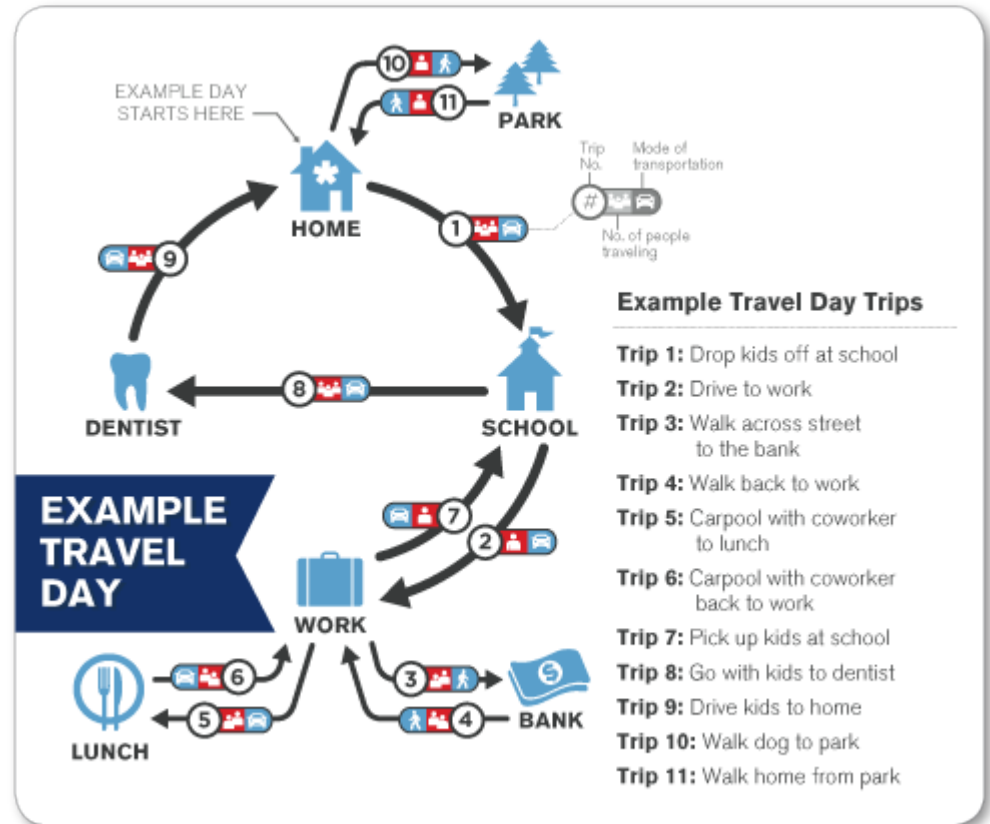 EXAMPLE DAY
STARTS HERE
10
11
PARK
HOME
1
Trip
No.
Mode of
transportation
#
No. of people
traveling
9
DENTIST
8
SCHOOL
Example Travel Day Trips
Trip 1: Drop kids off at school
Trip 2: Drive to work
Trip 3: Walk across street
to the bank
Trip 4: Walk back to work
Trip 5: Carpool with coworker
to lunch
Trip 6: Carpool with coworker
back to work
Trip 7: Pick up kids at school
Trip 8: Go with kids to dentist
Trip 9: Drive kids to home
Trip 10: Walk dog to park
Trip 11: Walk home from park
EXAMPLE
TRAVEL
DAY
7
2
WORK
6
5
LUNCH
3
4
$
BANK